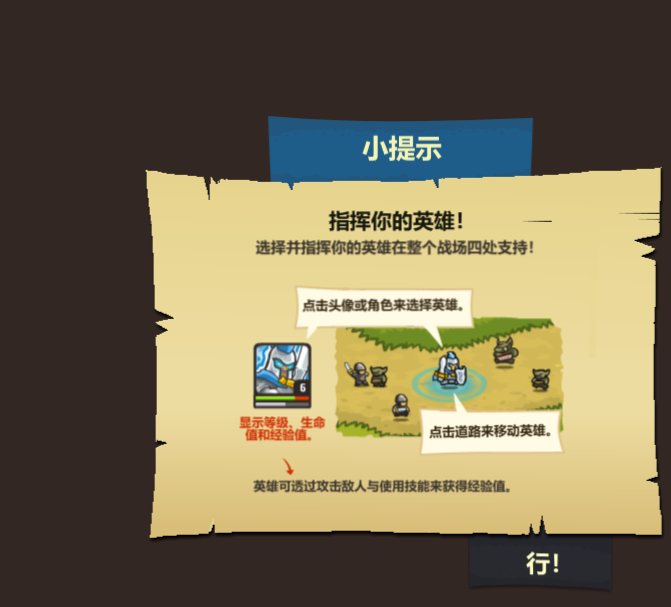 小提示
指挥你的英雄！
选择并指挥你的英雄在整个战场四处支持！
点击头像或角色来选择英雄。
6
显示等级、生命
值和经验值。
点击道路来移动英雄。
英雄可透过攻击敌人与使用技能来获得经验值。
行！